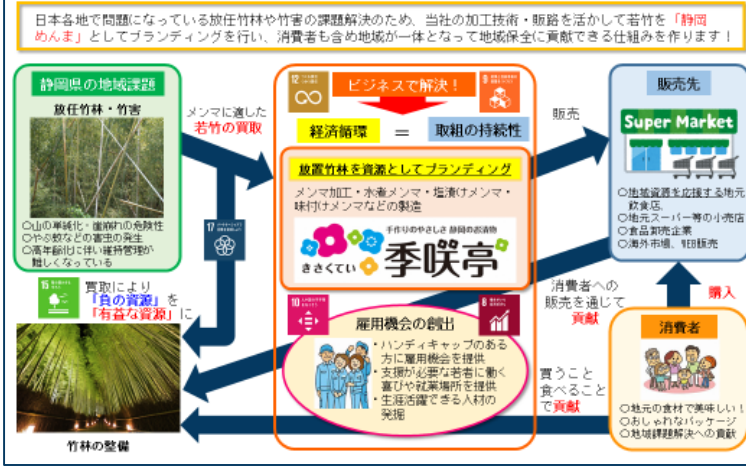 日本各地で問題になっている放任竹林や竹害の課題解決のため、当社の加工技術・販路を活かして若竹を「静岡
めんま」としてブランディングを行い、消費者も含め地域が一体となって地域保全に貢献できる仕組みを作ります！
静岡県の地域課題
放任竹林・竹害
○山の単純化・崖崩れの危険性
○やぶ蚊などの害虫の発生
○高年齢化に伴い維持管理が
難しくなっている
メンマに適した
若竹の買取
17
15
買取により
「負の資源」を
「有益な資源」に
竹林の整備
12
ビジネスで解決！
9
経済循環 = 取組の持続性
放置竹林を資源としてブランディング
メンマ加工・水煮メンマ・塩漬けメンマ・
味付けメンマなどの製造
手作りのやさしさ 静岡のお漬物
きさくてい 季咲亭
10
8
雇用機会の創出
・ハンディキャップのある
方に雇用機会を提供
・支援が必要な若者に働く
喜びや就業場所を提供
・生涯活躍できる人材の
発掘
販売
販売先
Super Market
○地域資源を応援する地元
飲食店、
○地元スーパー等の小売店
○食品卸売企業
○海外市場、WEB販売
消費者への
販売を通じて
貢献
購入
買うこと
食べること
で貢献
消費者
○地元の食材で美味しい！
○おしゃれなパッケージ
○地域課題解決への貢献